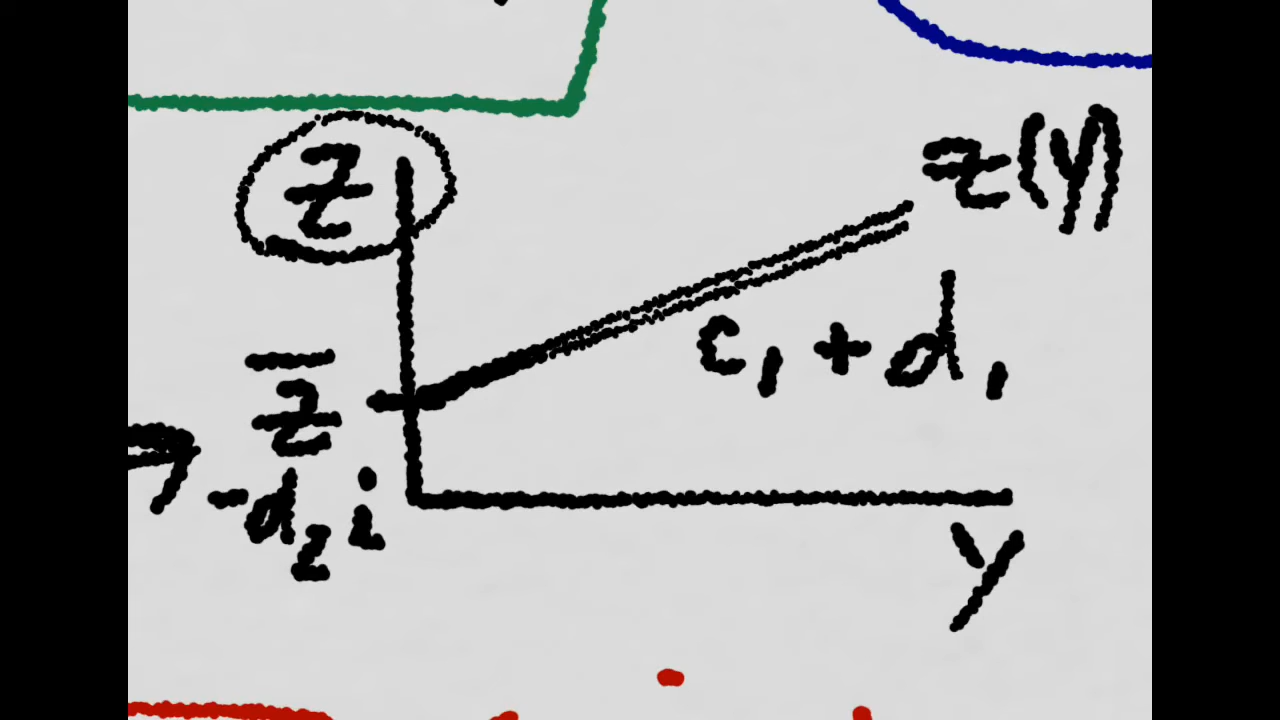 Z
Z(Y)
C₁ + d₁
Z̄
-d₂i
Y